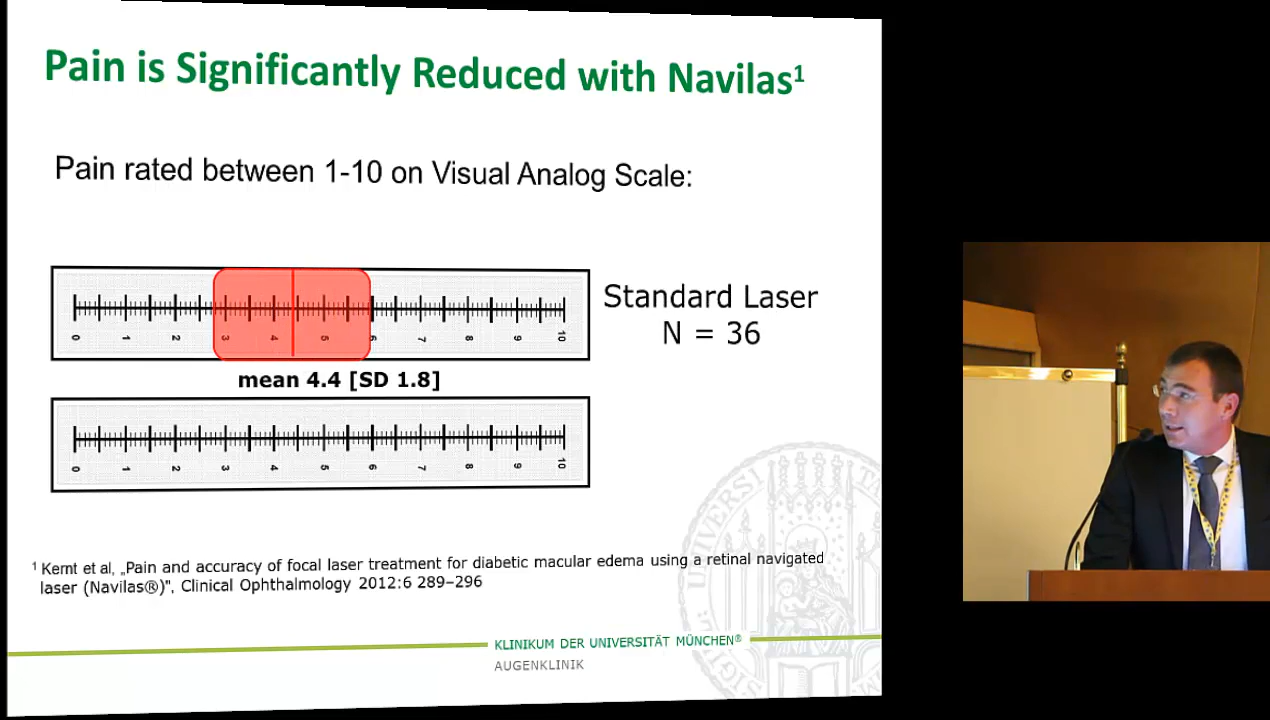 Pain is Significantly Reduced with Navilas¹
Pain rated between 1-10 on Visual Analog Scale:
0 1 2 3 4 5 6 7 8 9 10
Standard Laser
N = 36
mean 4.4 [SD 1.8]
0 1 2 3 4 5 6 7 8 9 10
¹ Kernt et al, „Pain and accuracy of focal laser treatment for diabetic macular edema using a retinal navigated
laser (Navilas®)", Clinical Ophthalmology 2012:6 289–296
KLINIKUM DER UNIVERSITÄT MÜNCHEN®
AUGENKLINIK